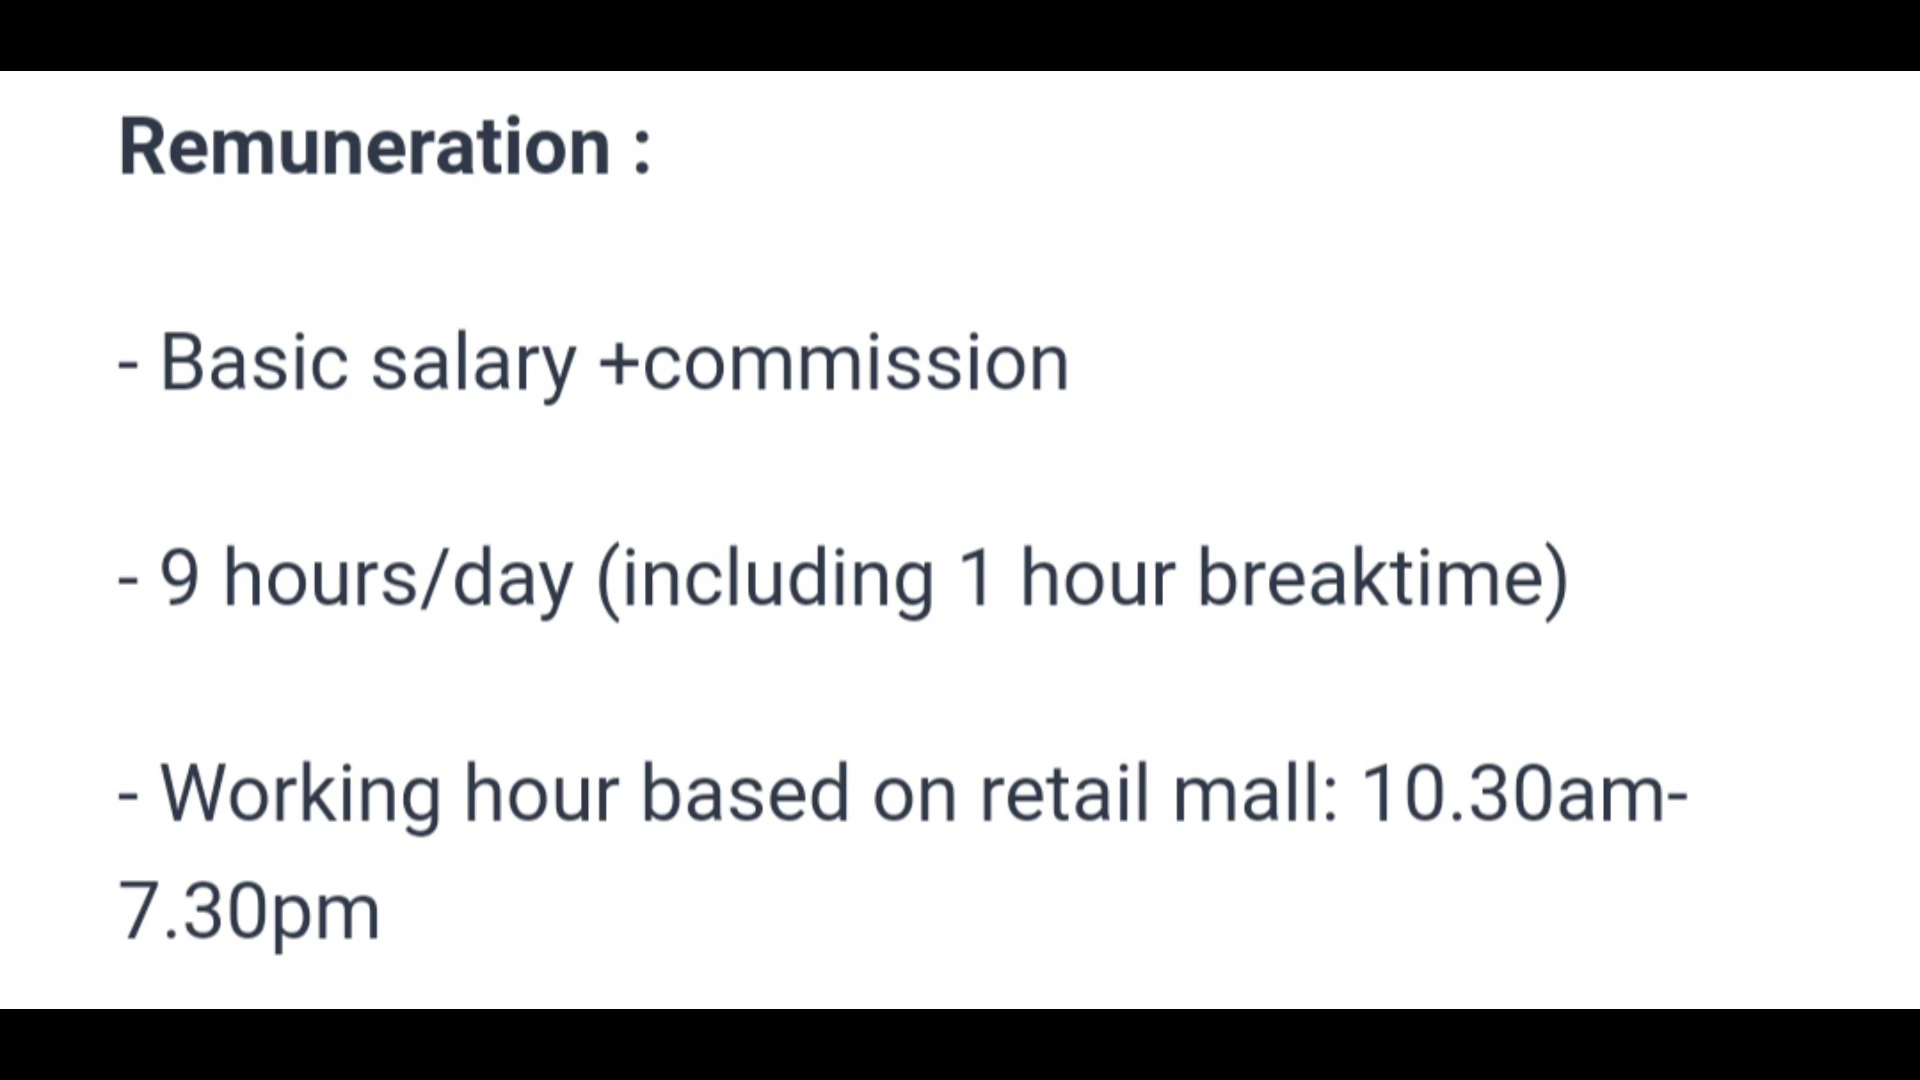 Remuneration :
- Basic salary +commission
- 9 hours/day (including 1 hour breaktime)
- Working hour based on retail mall: 10.30am-
7.30pm